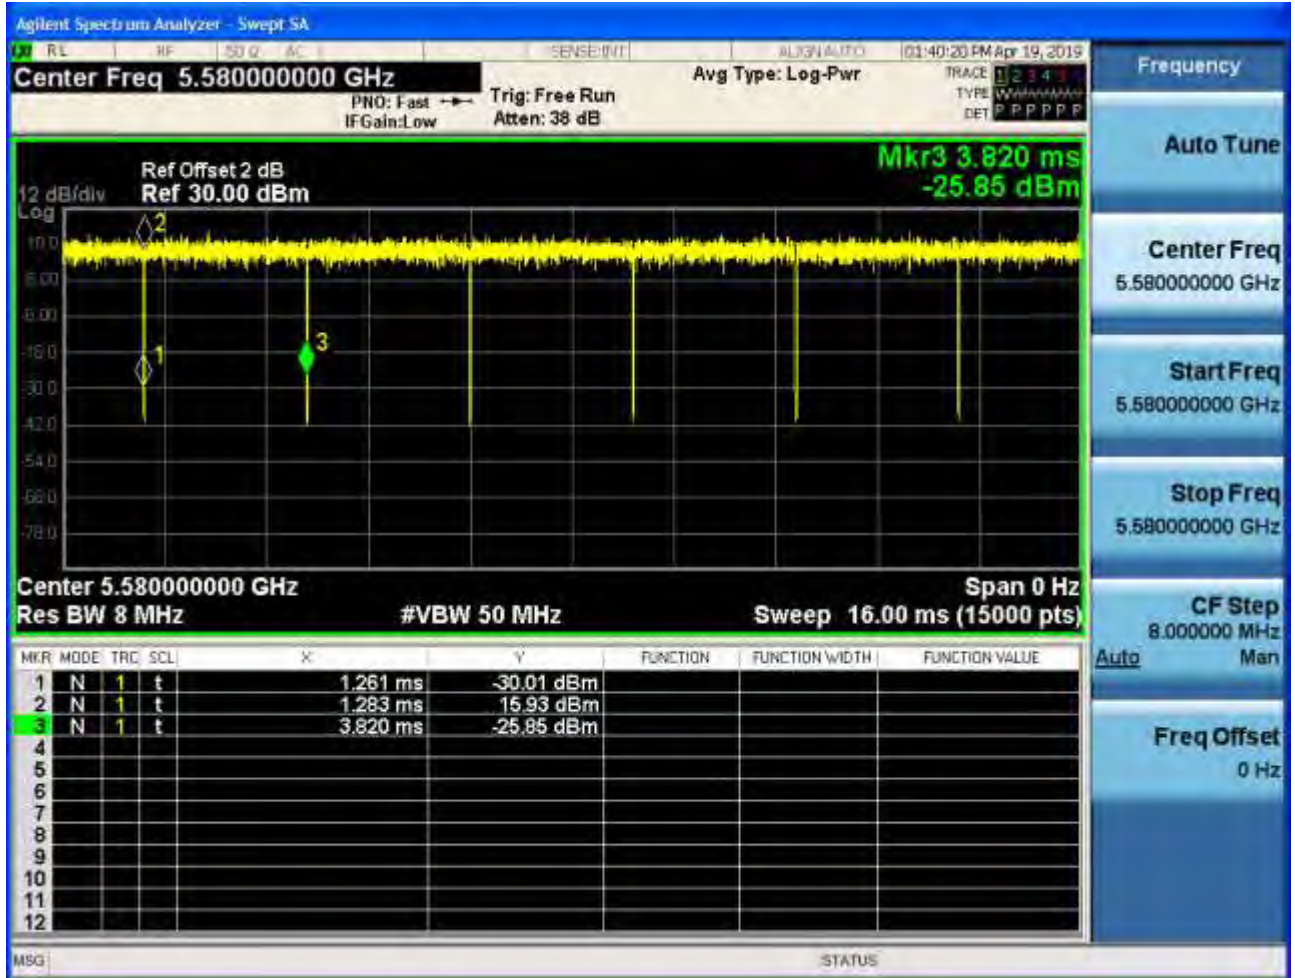 Agilent Spectrum Analyzer - Swept SA
LXI RL RF 50 Ω AC SENSE:INT ALIGN AUTO 01:40:20 PM Apr 19, 2019
Center Freq 5.580000000 GHz
PNO: Fast
IFGain:Low
Trig: Free Run
Atten: 38 dB
Avg Type: Log-Pwr
TRACE 1 2 3 4
TYPE
DET P P P P P P
Mkr3 3.820 ms
-25.85 dBm
Ref Offset 2 dB
12 dB/div Ref 30.00 dBm
Log
2
1
3
-54.0
-66.0
-78.0
Center 5.580000000 GHz Span 0 Hz
Res BW 8 MHz #VBW 50 MHz Sweep 16.00 ms (15000 pts)
MKR MODE TRC SCL X Y FUNCTION FUNCTION WIDTH FUNCTION VALUE
1 N 1 t 1.261 ms -30.01 dBm
2 N 1 t 1.283 ms 15.93 dBm
3 N 1 t 3.820 ms -25.85 dBm
4
5
6
7
8
9
10
11
12
MSG STATUS
Frequency
Auto Tune
Center Freq
5.580000000 GHz
Start Freq
5.580000000 GHz
Stop Freq
5.580000000 GHz
CF Step
8.000000 MHz
Auto Man
Freq Offset
0 Hz